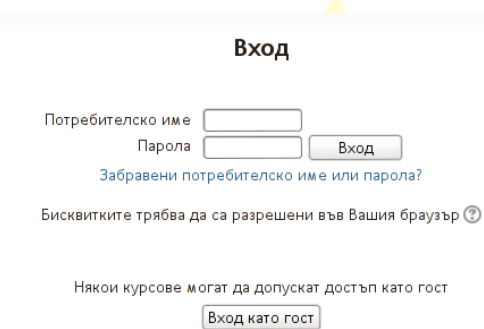 Вход
Потребителско име
Парола
Вход
Забравени потребителско име или парола?
Бисквитките трябва да са разрешени във Вашия браузър ?
Някои курсове могат да допускат достъп като гост
Вход като гост